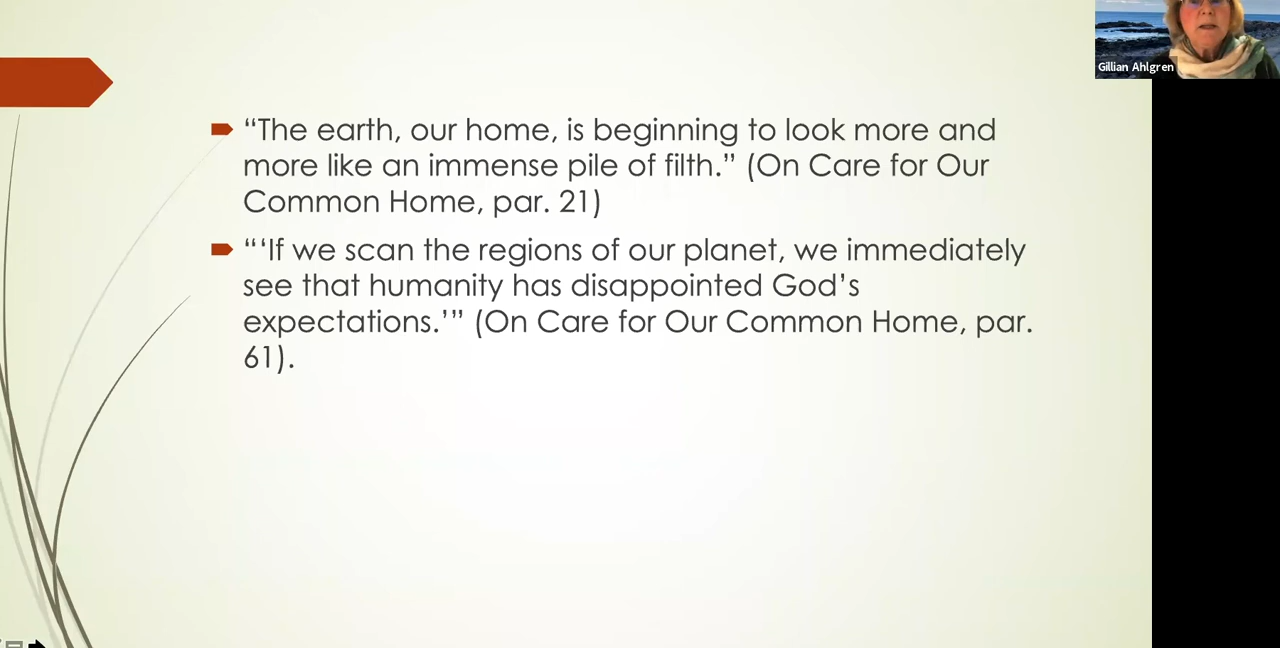 Gillian Ahlgren
“The earth, our home, is beginning to look more and
more like an immense pile of filth.” (On Care for Our
Common Home, par. 21)
“‘If we scan the regions of our planet, we immediately
see that humanity has disappointed God’s
expectations.’” (On Care for Our Common Home, par.
61).